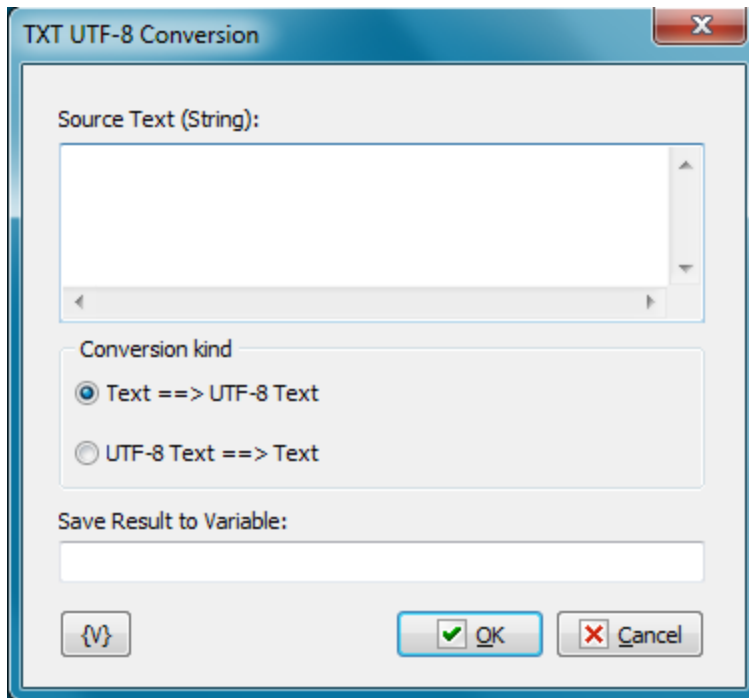 TXT UTF-8 Conversion
Source Text (String):
Conversion kind
Text ==> UTF-8 Text
UTF-8 Text ==> Text
Save Result to Variable:
{V} OK Cancel